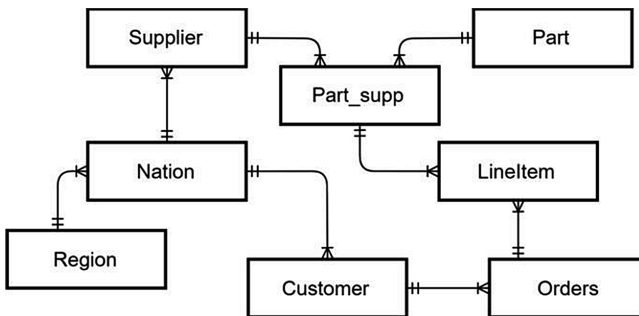 Supplier
Part
Part_supp
Nation
LineItem
Region
Customer
Orders